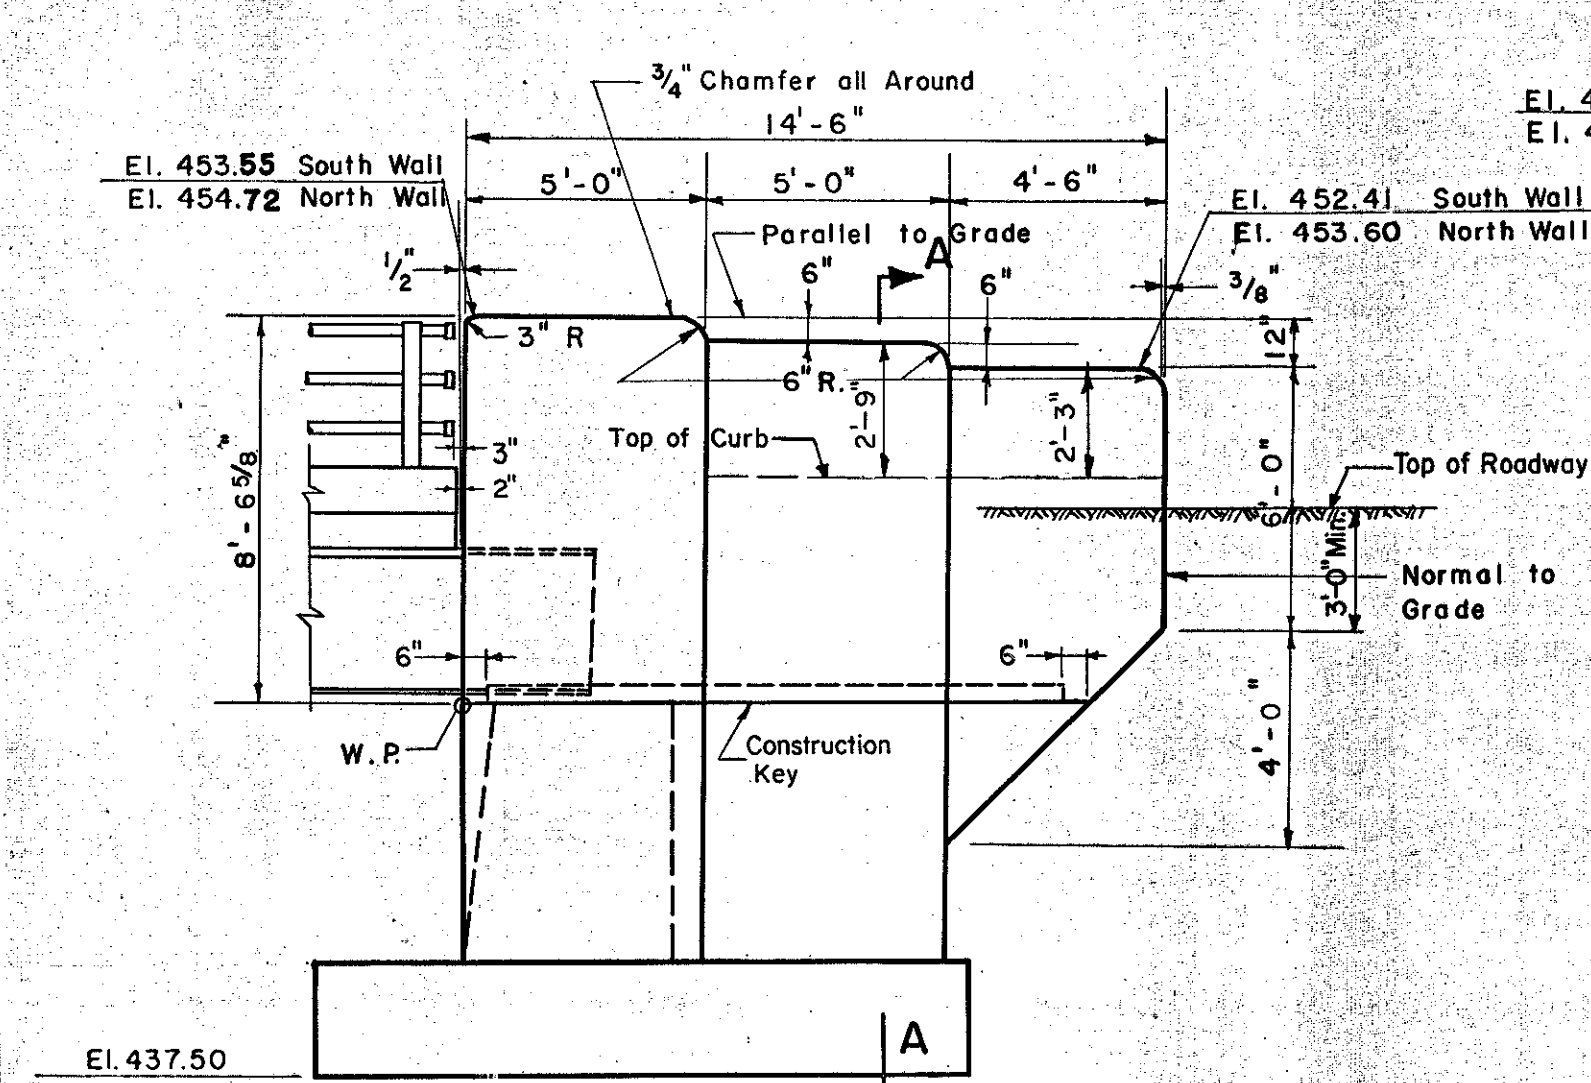 3/4" Chamfer all Around
14'-6"
El. 4
El. 4
El. 453.55 South Wall
El. 454.72 North Wall
5'-0"
5'-0"
4'-6"
El. 452.41 South Wall
El. 453.60 North Wall
Parallel to Grade
A
1/2"
6"
6"
3/8"
3" R
12"
6" R.
2'-9"
2'-3"
Top of Curb
8'-6 5/8"
3"
2"
6'-0"
Top of Roadway
3'-0" Min.
Normal to
Grade
6"
6"
W.P.
Construction
Key
4'-0"
A
El. 437.50